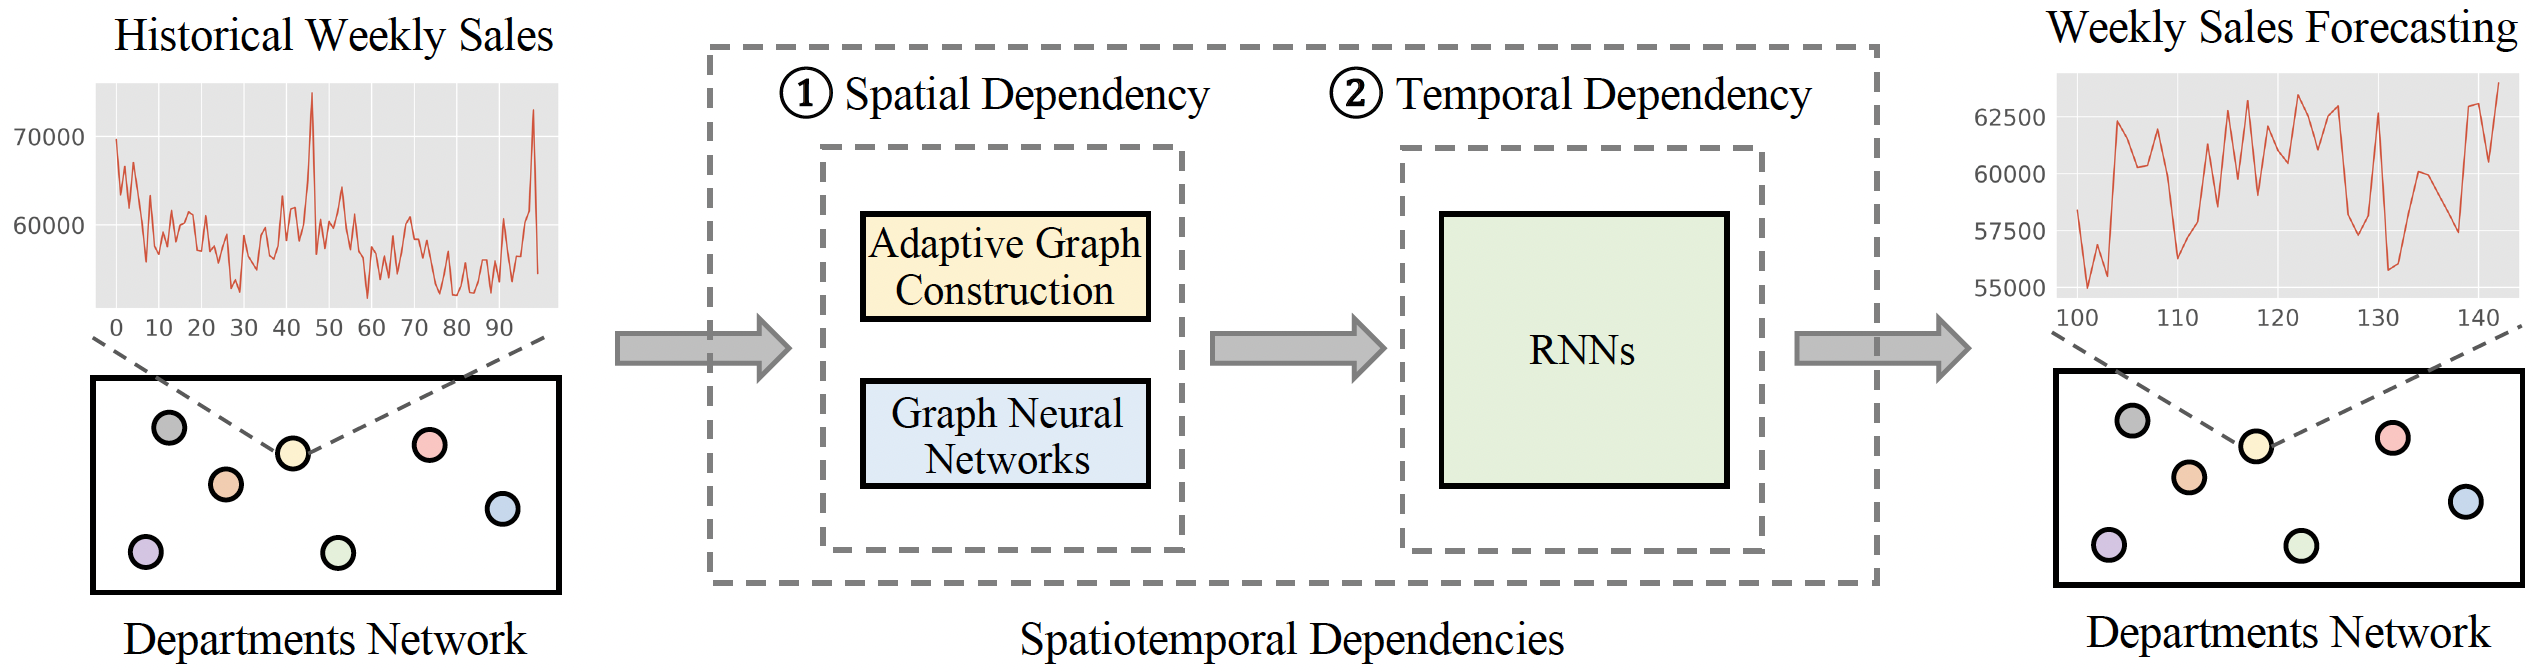 Historical Weekly Sales
70000
60000
0 10 20 30 40 50 60 70 80 90
Departments Network
① Spatial Dependency
Adaptive Graph
Construction
Graph Neural
Networks
② Temporal Dependency
RNNs
Spatiotemporal Dependencies
Weekly Sales Forecasting
62500
60000
57500
55000
100 110 120 130 140
Departments Network